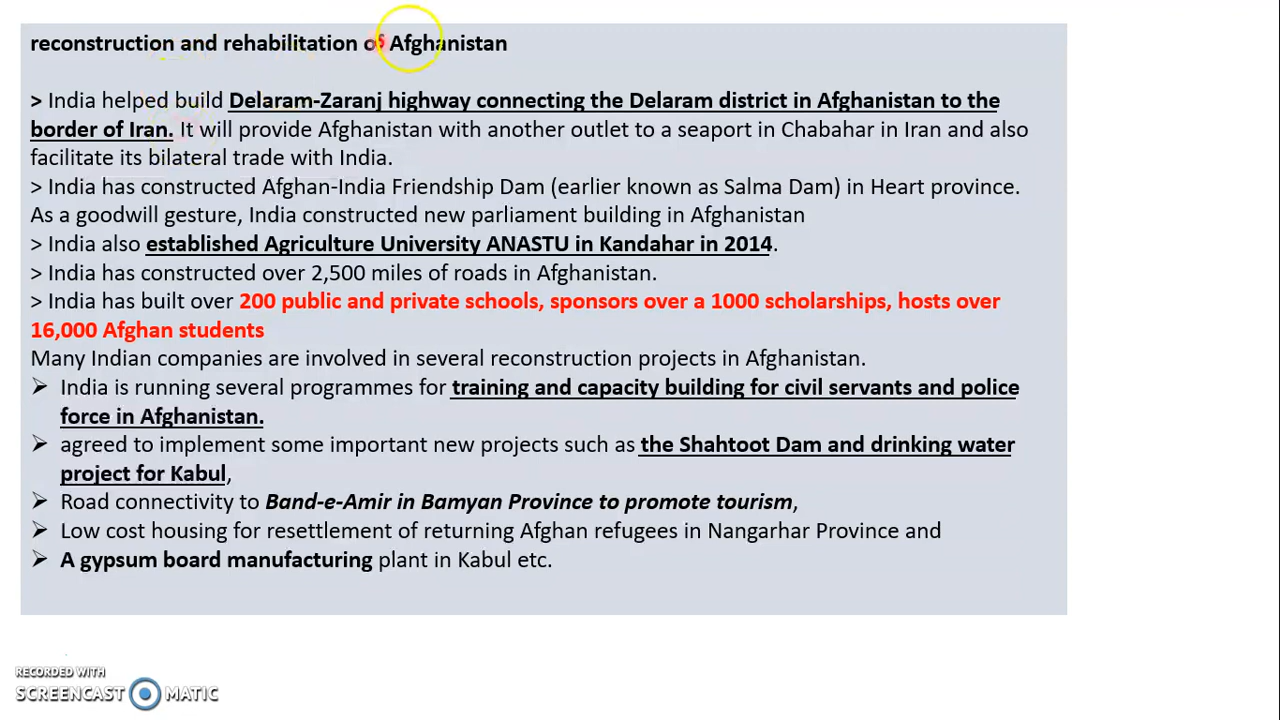 reconstruction and rehabilitation of Afghanistan
> India helped build Delaram-Zaranj highway connecting the Delaram district in Afghanistan to the
border of Iran. It will provide Afghanistan with another outlet to a seaport in Chabahar in Iran and also
facilitate its bilateral trade with India.
> India has constructed Afghan-India Friendship Dam (earlier known as Salma Dam) in Heart province.
As a goodwill gesture, India constructed new parliament building in Afghanistan
> India also established Agriculture University ANASTU in Kandahar in 2014.
> India has constructed over 2,500 miles of roads in Afghanistan.
> India has built over 200 public and private schools, sponsors over a 1000 scholarships, hosts over
16,000 Afghan students
Many Indian companies are involved in several reconstruction projects in Afghanistan.
➢ India is running several programmes for training and capacity building for civil servants and police
force in Afghanistan.
➢ agreed to implement some important new projects such as the Shahtoot Dam and drinking water
project for Kabul,
➢ Road connectivity to Band-e-Amir in Bamyan Province to promote tourism,
➢ Low cost housing for resettlement of returning Afghan refugees in Nangarhar Province and
➢ A gypsum board manufacturing plant in Kabul etc.
RECORDED WITH
SCREENCAST MATIC